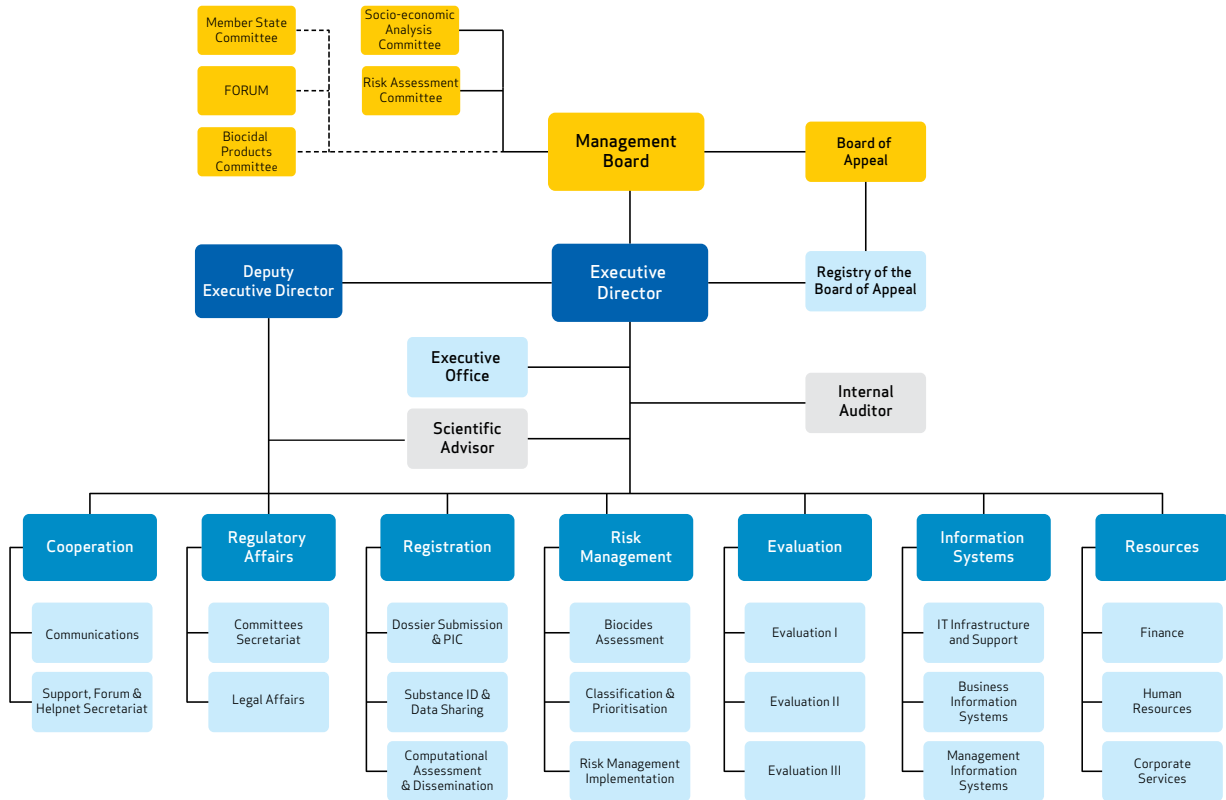 Member State
Committee
Socio-economic
Analysis
Committee
FORUM
Risk Assessment
Committee
Biocidal
Products
Committee
Management
Board
Board of
Appeal
Deputy
Executive Director
Executive
Director
Registry of the
Board of Appeal
Executive
Office
Internal
Auditor
Scientific
Advisor
Cooperation
Regulatory
Affairs
Registration
Risk
Management
Evaluation
Information
Systems
Resources
Communications
Committees
Secretariat
Dossier Submission
& PIC
Biocides
Assessment
Evaluation I
IT Infrastructure
and Support
Finance
Support, Forum &
Helpnet Secretariat
Legal Affairs
Substance ID &
Data Sharing
Classification &
Prioritisation
Evaluation II
Business
Information
Systems
Human
Resources
Computational
Assessment
& Dissemination
Risk Management
Implementation
Evaluation III
Management
Information
Systems
Corporate
Services